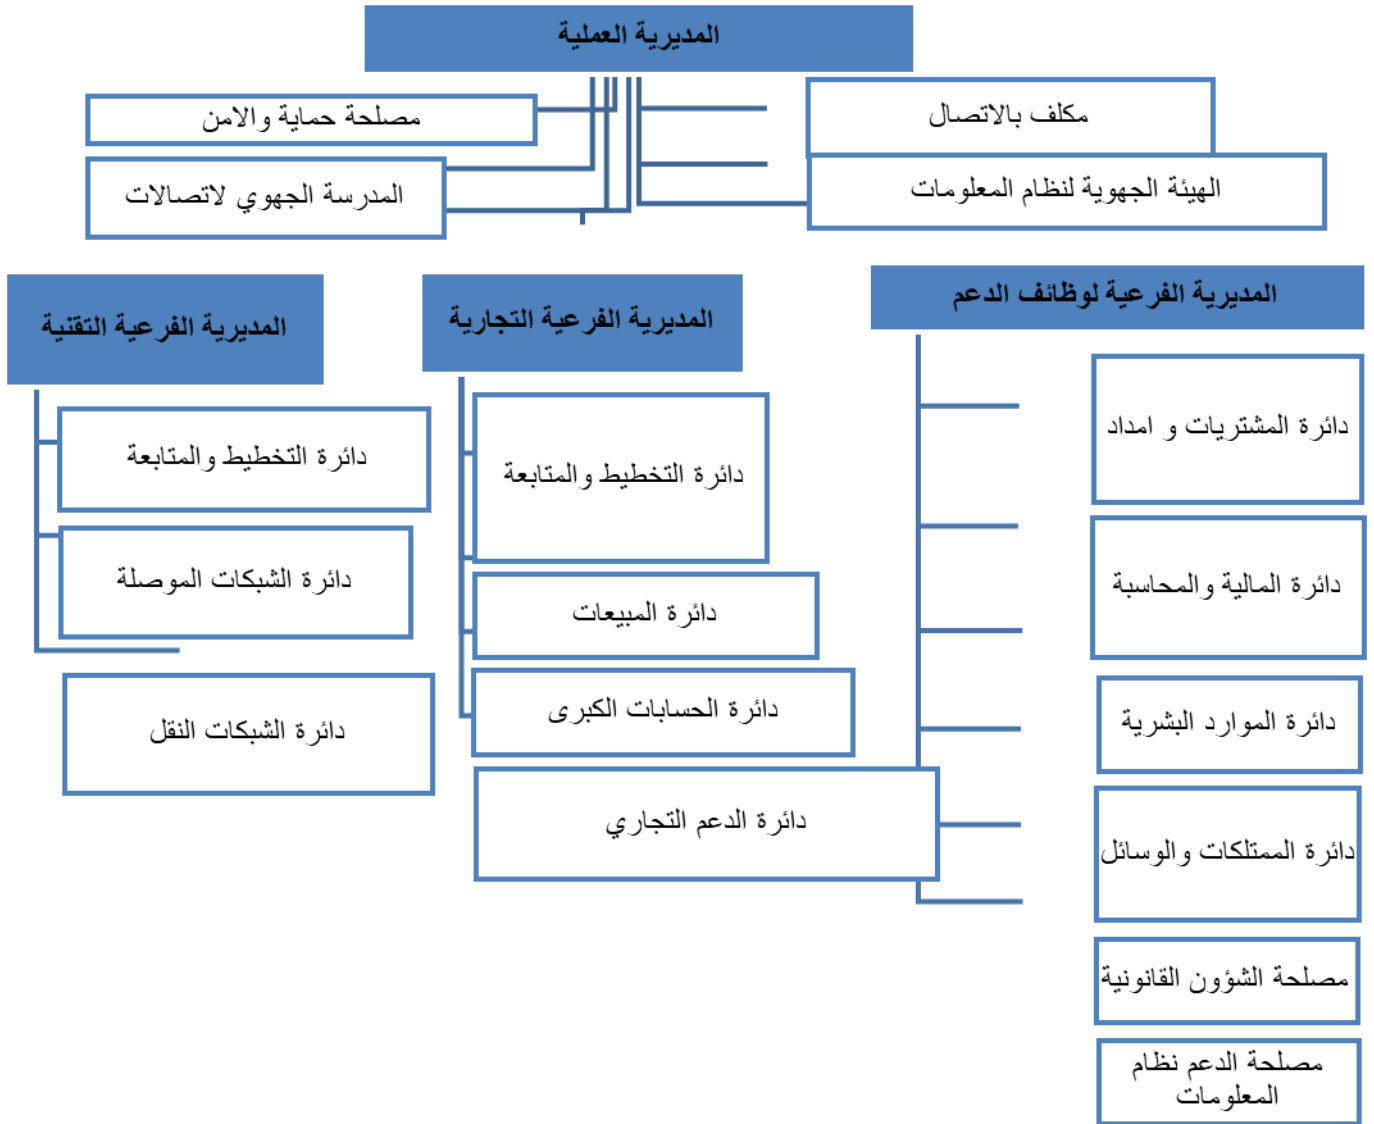 المديرية العملية
مكلف بالاتصال
مصلحة حماية والامن
الهيئة الجهوية لنظام المعلومات
المدرسة الجهوي لاتصالات
المديرية الفرعية لوظائف الدعم
دائرة المشتريات و امداد
دائرة المالية والمحاسبة
دائرة الموارد البشرية
دائرة الممتلكات والوسائل
مصلحة الشؤون القانونية
مصلحة الدعم نظام
المعلومات
المديرية الفرعية التجارية
دائرة التخطيط والمتابعة
دائرة المبيعات
دائرة الحسابات الكبرى
دائرة الدعم التجاري
المديرية الفرعية التقنية
دائرة التخطيط والمتابعة
دائرة الشبكات الموصلة
دائرة الشبكات النقل